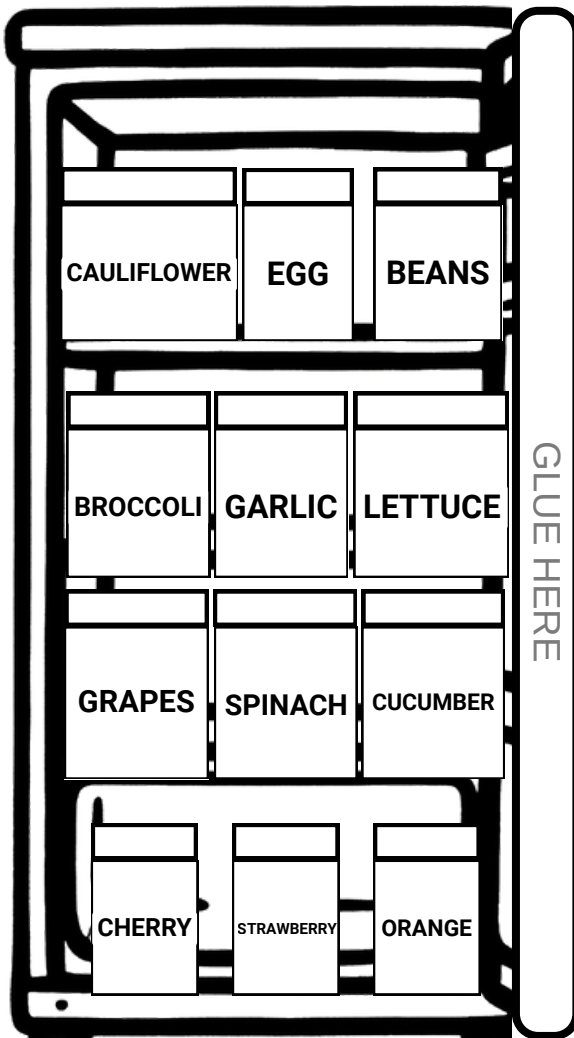 CAULIFLOWER
EGG
BEANS
BROCCOLI
GARLIC
LETTUCE
GRAPES
SPINACH
CUCUMBER
CHERRY
STRAWBERRY
ORANGE
GLUE HERE